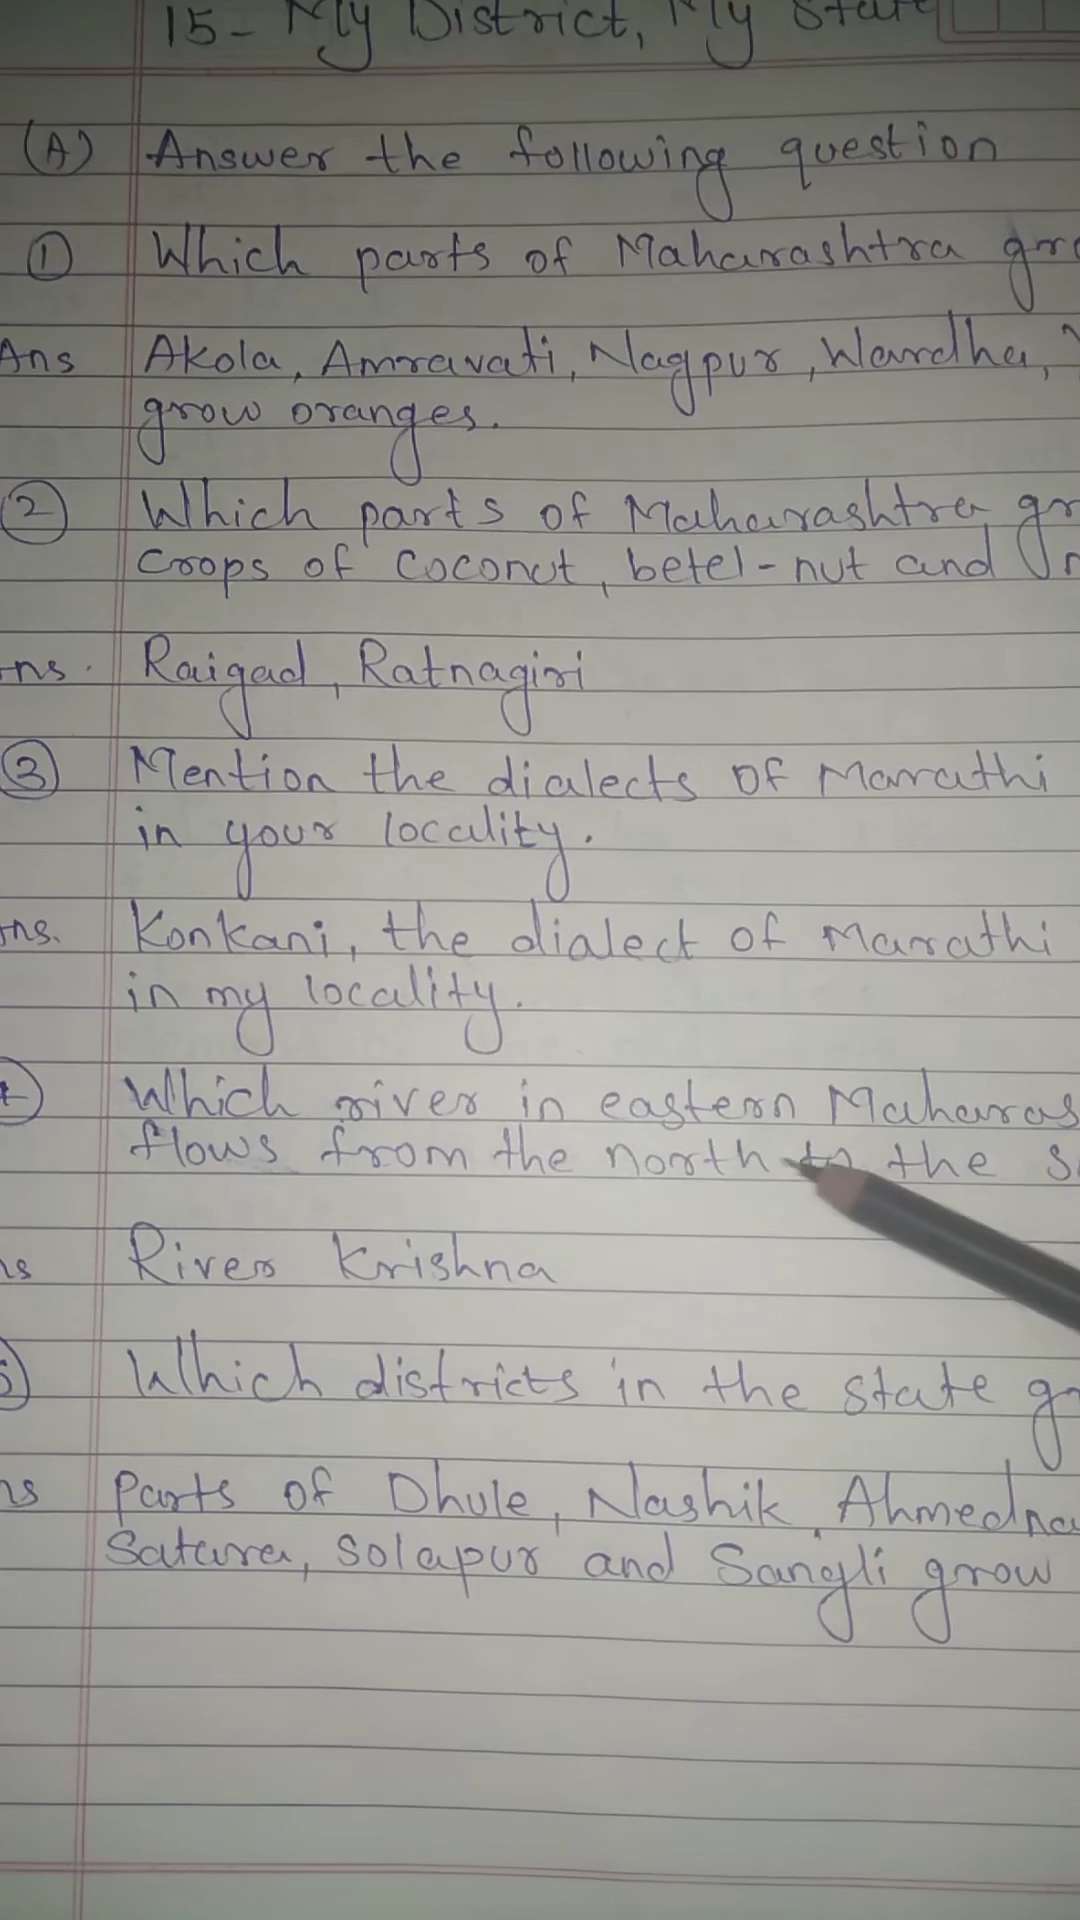 15- My District, My State
(A) Answer the following question
① Which parts of Maharashtra
Ans Akola, Amravati, Nagpur, Wardha,
grow oranges.
② Which parts of Maharashtra
crops of coconut, betel-nut and
Raigad, Ratnagiri
③ Mention the dialects of Marathi
in your locality.
Konkani, the dialect of Marathi
in my locality.
Which river in eastern
flows from the north to the
River Krishna
Which districts in the state
Parts of Dhule, Nashik,
Satara, Solapur and Sangli grow